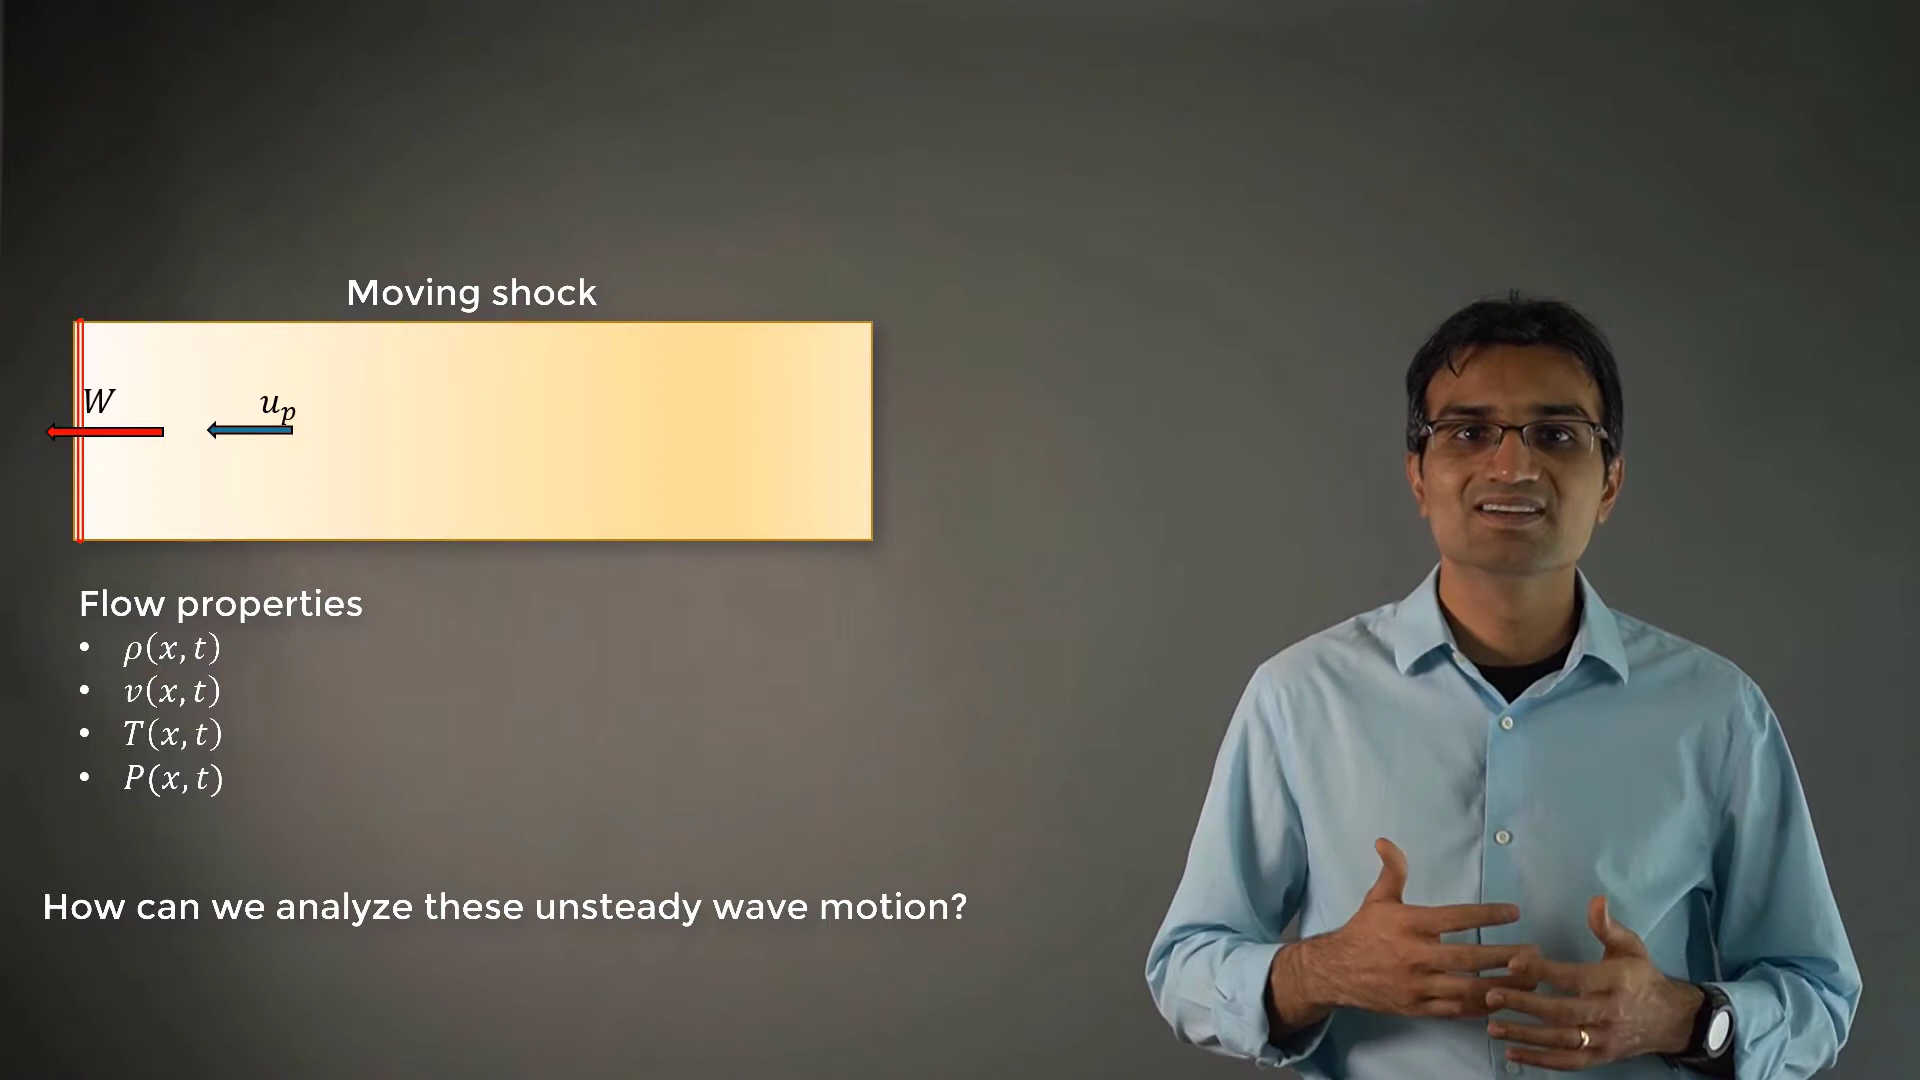 Moving shock
W
u_p
Flow properties
• ρ(x, t)
• v(x, t)
• T(x, t)
• P(x, t)
How can we analyze these unsteady wave motion?